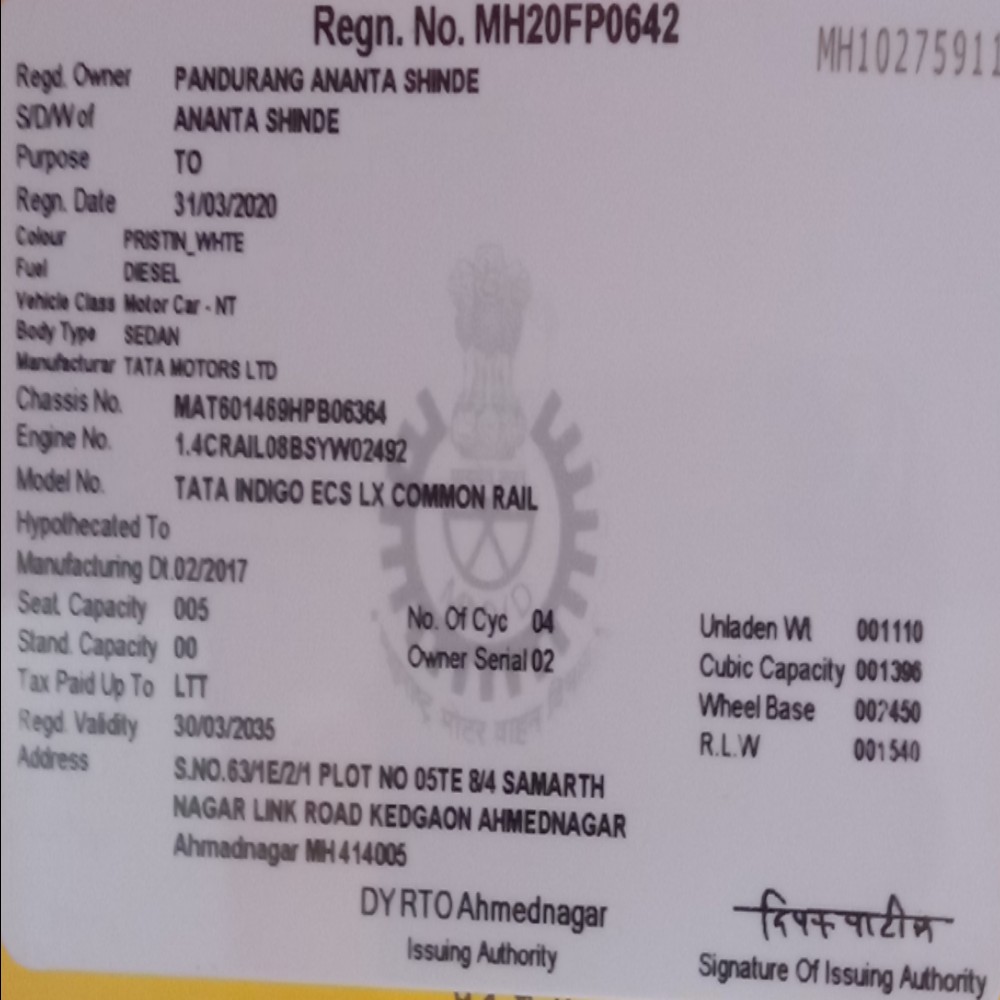 Regn. No. MH20FP0642
MH10275911
Regd. Owner PANDURANG ANANTA SHINDE
S/D/W of ANANTA SHINDE
Purpose TO
Regn. Date 31/03/2020
Colour PRISTIN_WHTE
Fuel DIESEL
Vehicle Class Motor Car - NT
Body Type SEDAN
Manufacturar TATA MOTORS LTD
Chassis No. MAT601469HPB06364
Engine No. 1.4CRAIL08BSYW02492
Model No. TATA INDIGO ECS LX COMMON RAIL
Hypothecated To
Manufacturing Dt.02/2017
Seat. Capacity 005 No. Of Cyc 04 Unladen Wt 001110
Stand. Capacity 00 Owner Serial 02 Cubic Capacity 001396
Tax Paid Up To LTT Wheel Base 002450
Regd. Validity 30/03/2035 R.L.W 001540
Address S.NO.63/1E/2/1 PLOT NO 05TE 8/4 SAMARTH
NAGAR LINK ROAD KEDGAON AHMEDNAGAR
Ahmadnagar MH 414005
DY RTO Ahmednagar
Issuing Authority
Signature Of Issuing Authority